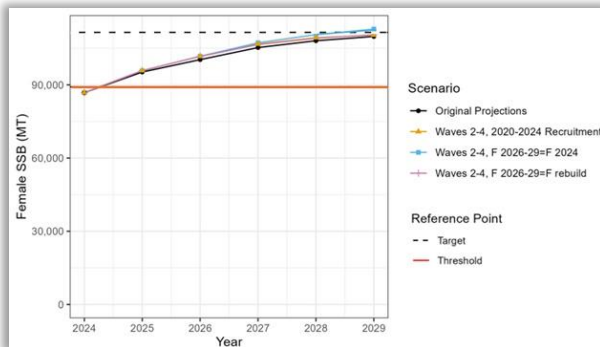 Female SSB (MT)
90,000
60,000
30,000
0
2024
2025
2026
2027
2028
2029
Year
Scenario
Original Projections
Waves 2-4, 2020-2024 Recruitment
Waves 2-4, F 2026-29=F 2024
Waves 2-4, F 2026-29=F rebuild
Reference Point
Target
Threshold